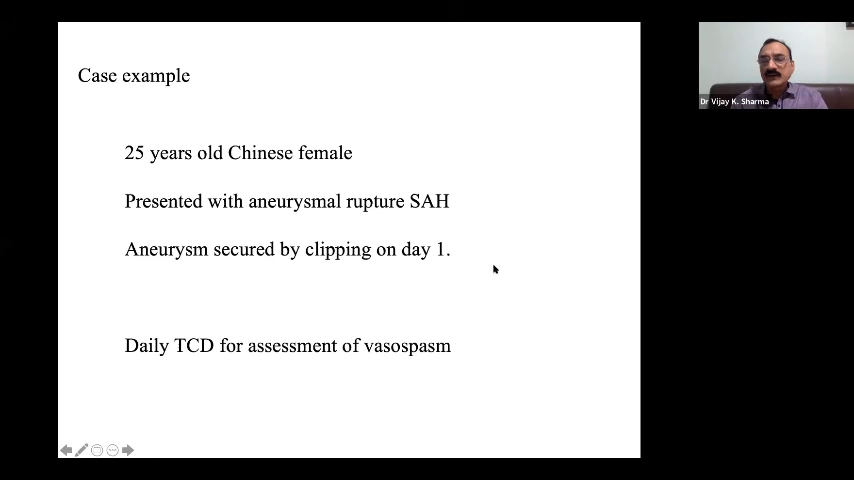 Case example
25 years old Chinese female
Presented with aneurysmal rupture SAH
Aneurysm secured by clipping on day 1.
Daily TCD for assessment of vasospasm
Dr Vijay K. Sharma